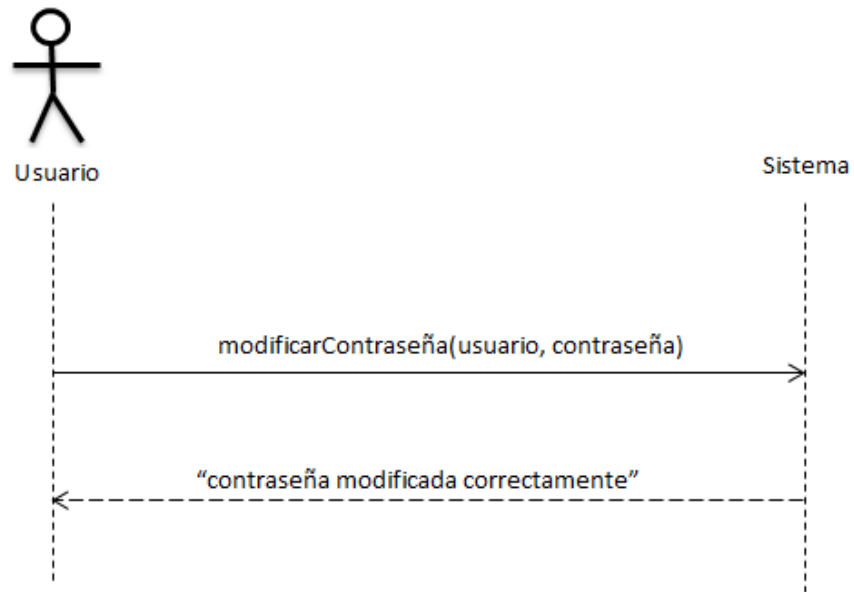 Usuario
Sistema
modificarContraseña(usuario, contraseña)
“contraseña modificada correctamente”